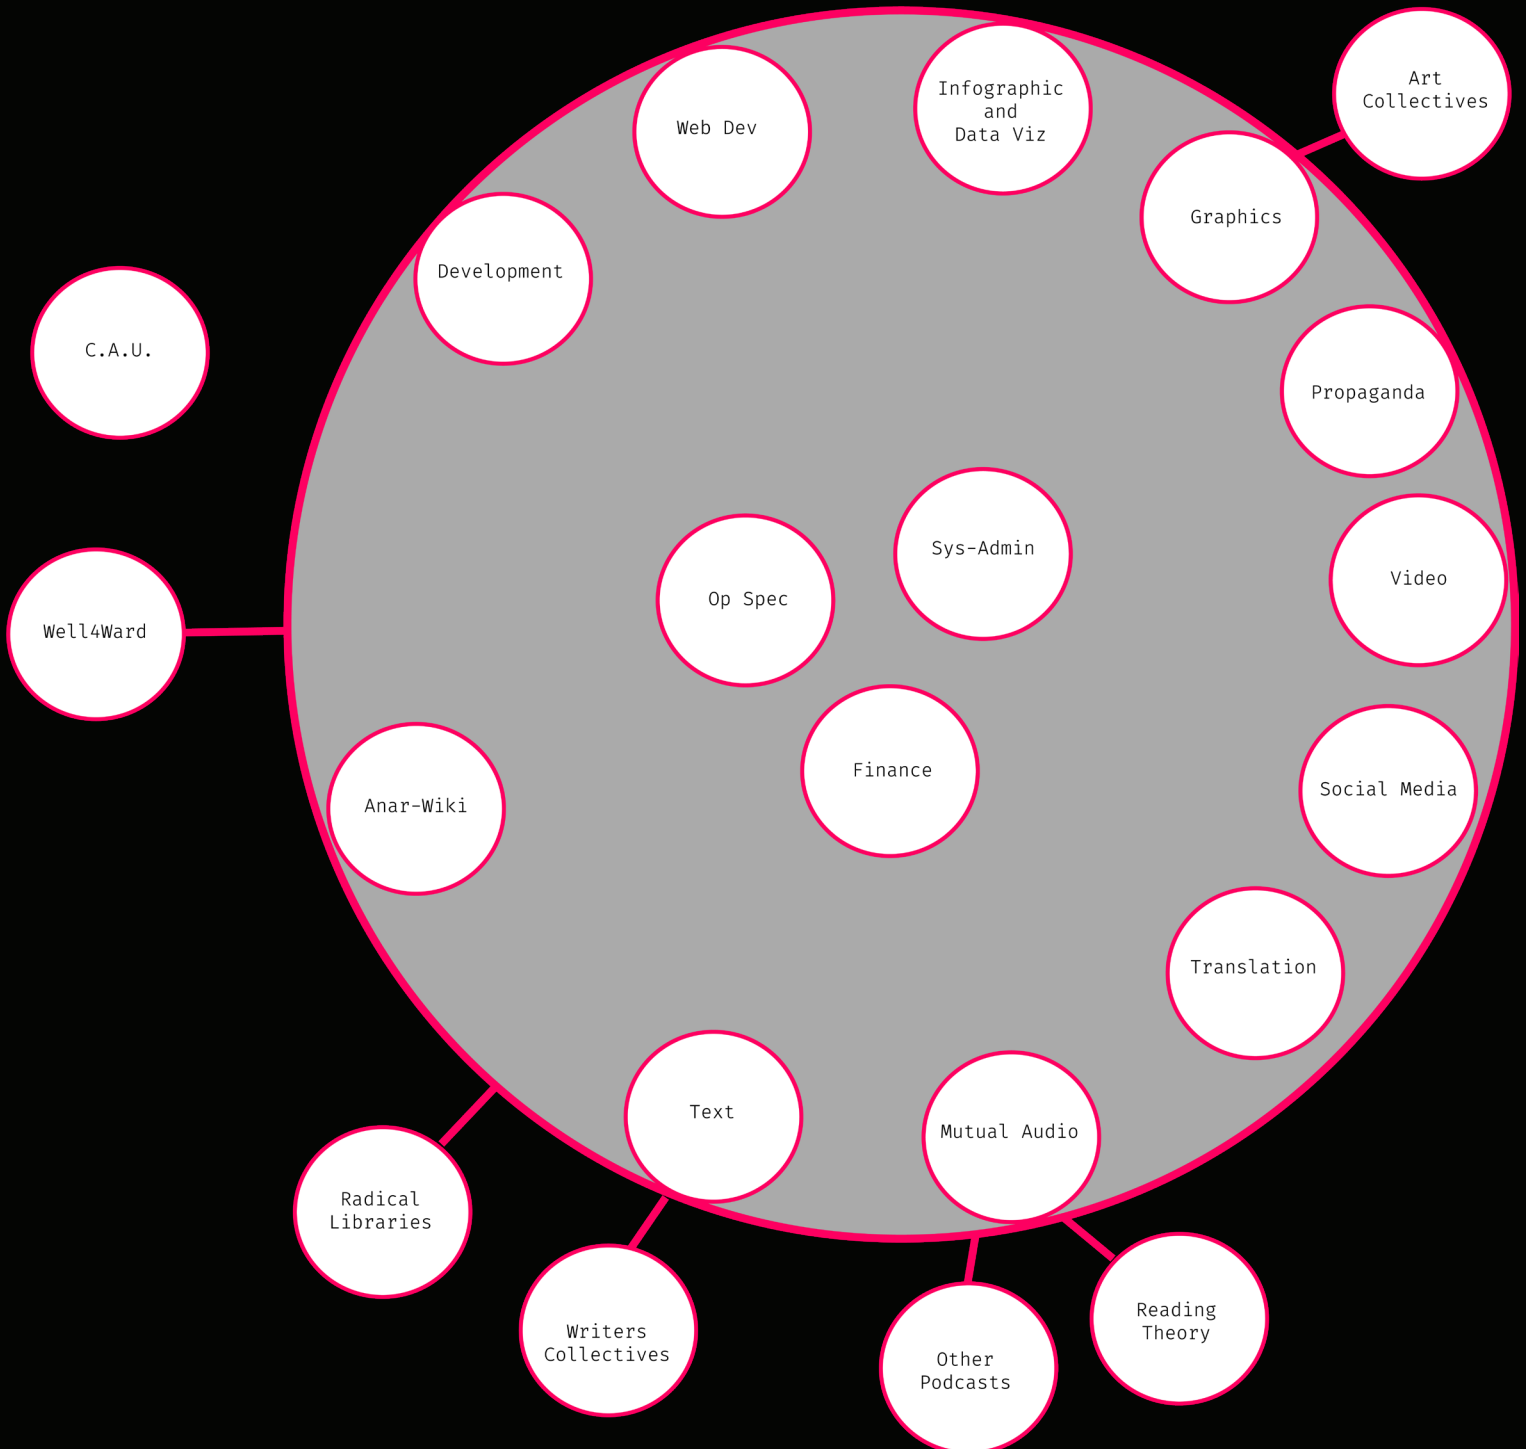 Art
Collectives
Infographic
and
Data Viz
Web Dev
Graphics
Development
C.A.U.
Propaganda
Sys-Admin
Op Spec
Video
Well4Ward
Finance
Social Media
Anar-Wiki
Translation
Text
Mutual Audio
Radical
Libraries
Writers
Collectives
Reading
Theory
Other
Podcasts